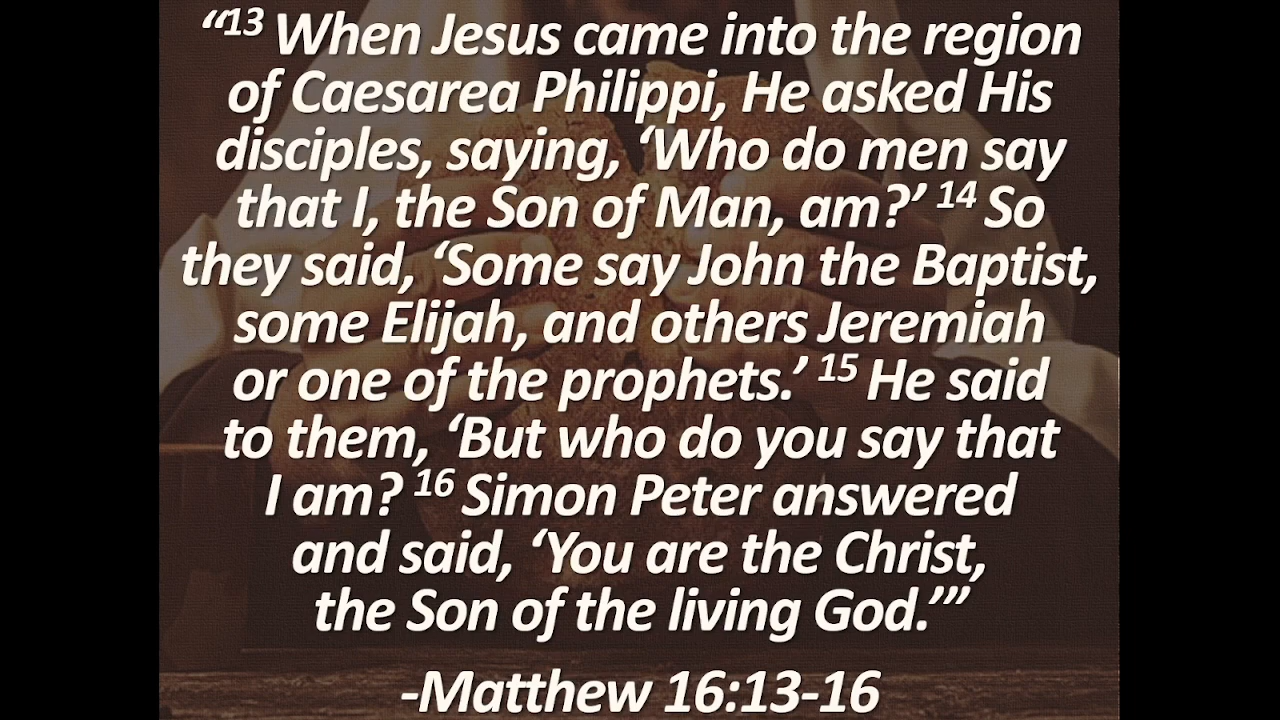 “13 When Jesus came into the region
of Caesarea Philippi, He asked His
disciples, saying, ‘Who do men say
that I, the Son of Man, am?’ 14 So
they said, ‘Some say John the Baptist,
some Elijah, and others Jeremiah
or one of the prophets.’ 15 He said
to them, ‘But who do you say that
I am? 16 Simon Peter answered
and said, ‘You are the Christ,
the Son of the living God.’”
-Matthew 16:13-16